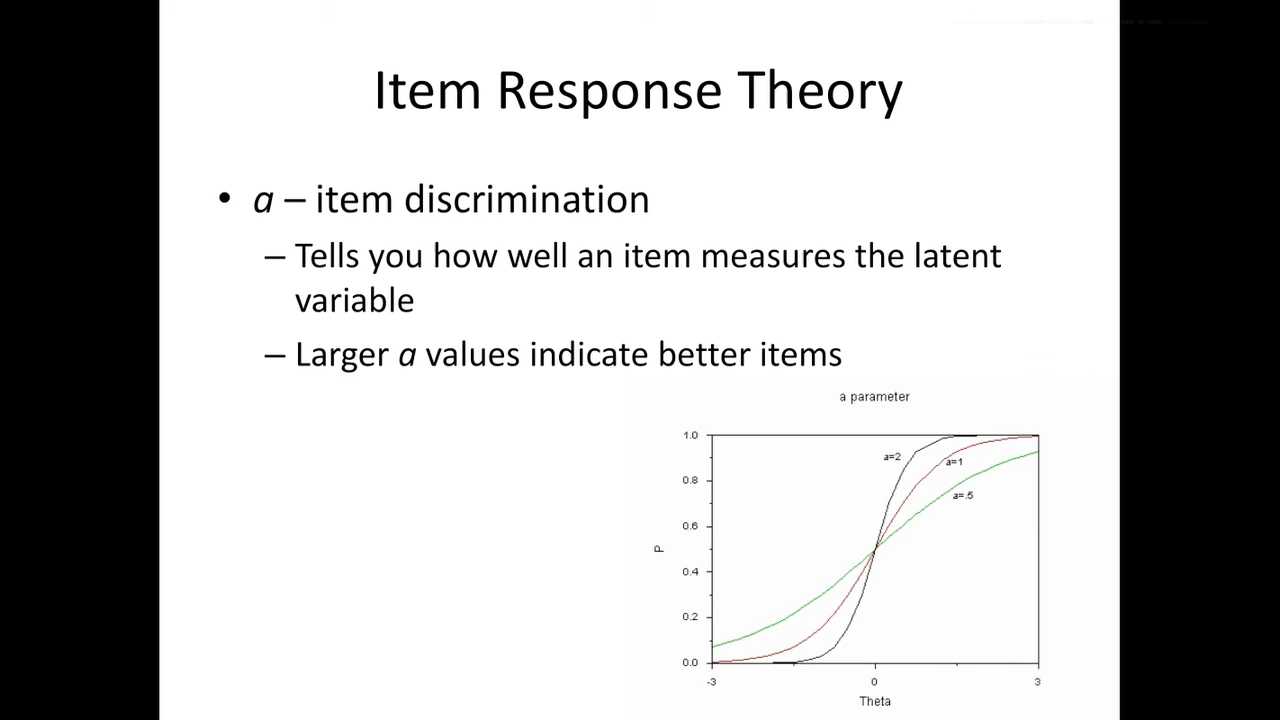 Item Response Theory
• a – item discrimination
– Tells you how well an item measures the latent
variable
– Larger a values indicate better items
a parameter
1.0
a=2
a=1
0.8
a=.5
0.6
P
0.4
0.2
0.0
-3 0 3
Theta